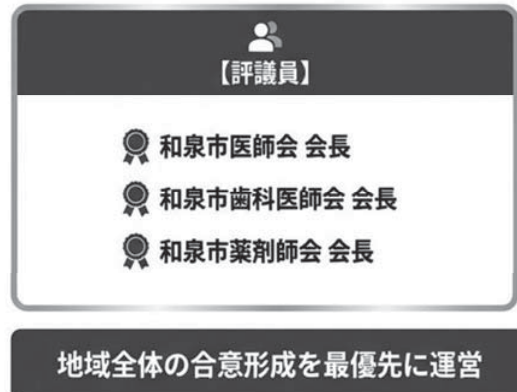 【評議員】
和泉市医師会 会長
和泉市歯科医師会 会長
和泉市薬剤師会 会長
地域全体の合意形成を最優先に運営